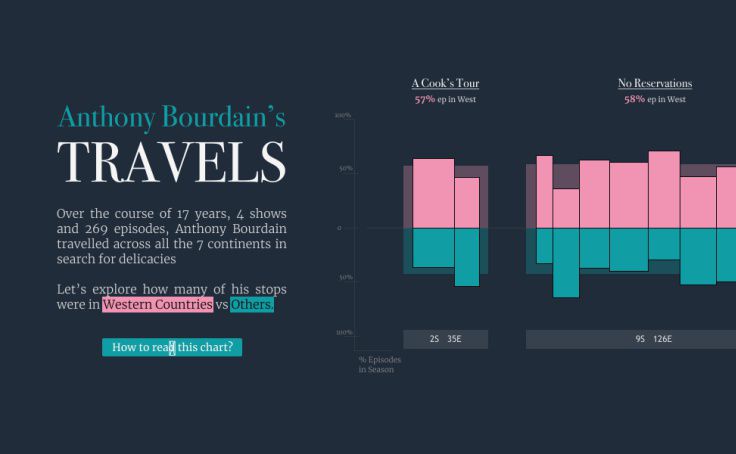 Anthony Bourdain's
TRAVELS
Over the course of 17 years, 4 shows
and 269 episodes, Anthony Bourdain
travelled across all the 7 continents in
search for delicacies
Let's explore how many of his stops
were in Western Countries vs Others.
How to read this chart?
A Cook's Tour
57% ep in West
No Reservations
58% ep in West
100%
50%
0
50%
100%
2S 35E
9S 126E
% Episodes
in Season